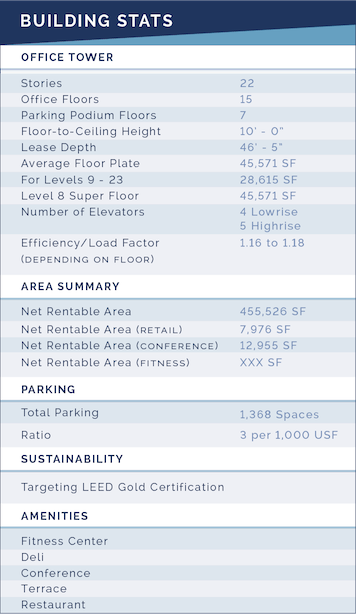 BUILDING STATS
OFFICE TOWER
Stories 22
Office Floors 15
Parking Podium Floors 7
Floor-to-Ceiling Height 10' - 0"
Lease Depth 46' - 5"
Average Floor Plate 45,571 SF
For Levels 9 - 23 28,615 SF
Level 8 Super Floor 45,571 SF
Number of Elevators 4 Lowrise
5 Highrise
Efficiency/Load Factor 1.16 to 1.18
(DEPENDING ON FLOOR)
AREA SUMMARY
Net Rentable Area 455,526 SF
Net Rentable Area (RETAIL) 7,976 SF
Net Rentable Area (CONFERENCE) 12,955 SF
Net Rentable Area (FITNESS) XXX SF
PARKING
Total Parking 1,368 Spaces
Ratio 3 per 1,000 USF
SUSTAINABILITY
Targeting LEED Gold Certification
AMENITIES
Fitness Center
Deli
Conference
Terrace
Restaurant